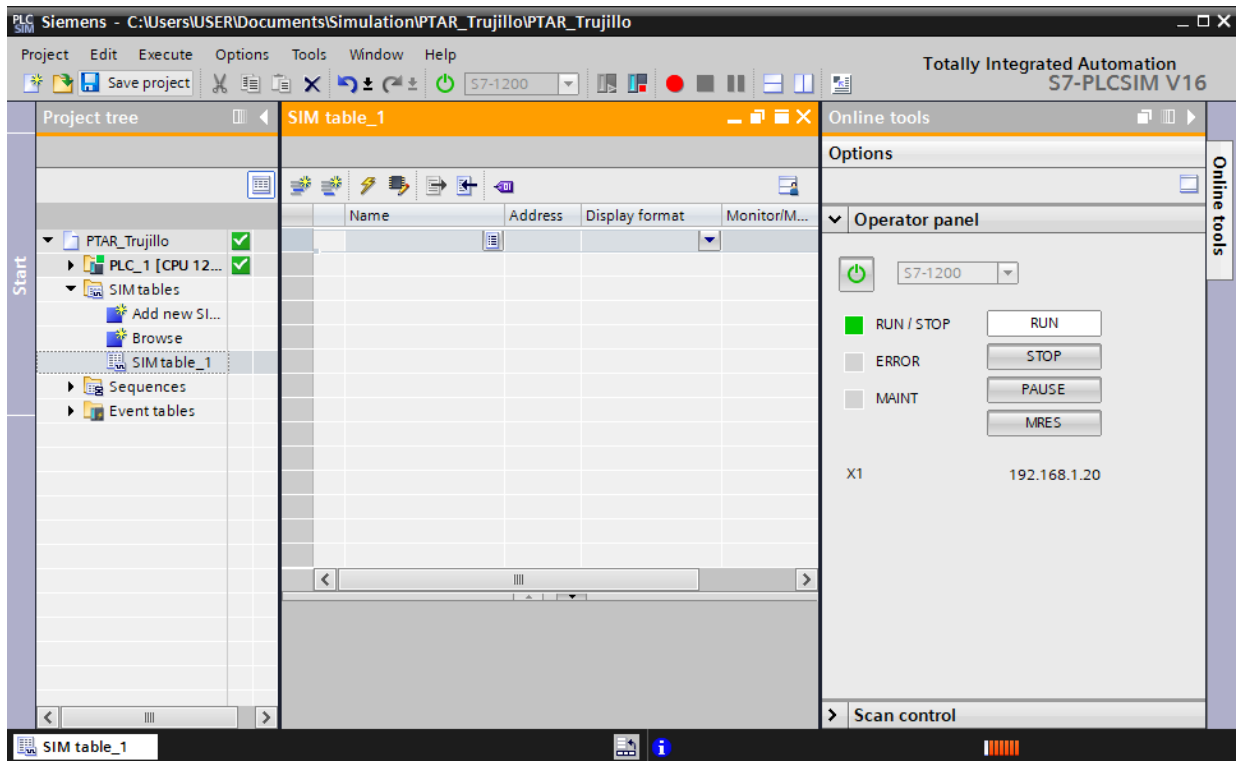 PLC SIM Siemens - C:\Users\USER\Documents\Simulation\PTAR_Trujillo\PTAR_Trujillo
Project Edit Execute Options Tools Window Help
Totally Integrated Automation
S7-PLCSIM V16
Save project S7-1200
Project tree
SIM table_1
Online tools
Options
Name Address Display format Monitor/M...
Operator panel
PTAR_Trujillo
PLC_1 [CPU 12...
SIM tables
Add new SI...
Browse
SIM table_1
Sequences
Event tables
S7-1200
RUN / STOP RUN
ERROR STOP
MAINT PAUSE
MRES
X1 192.168.1.20
Scan control
Start
Online tools
SIM table_1